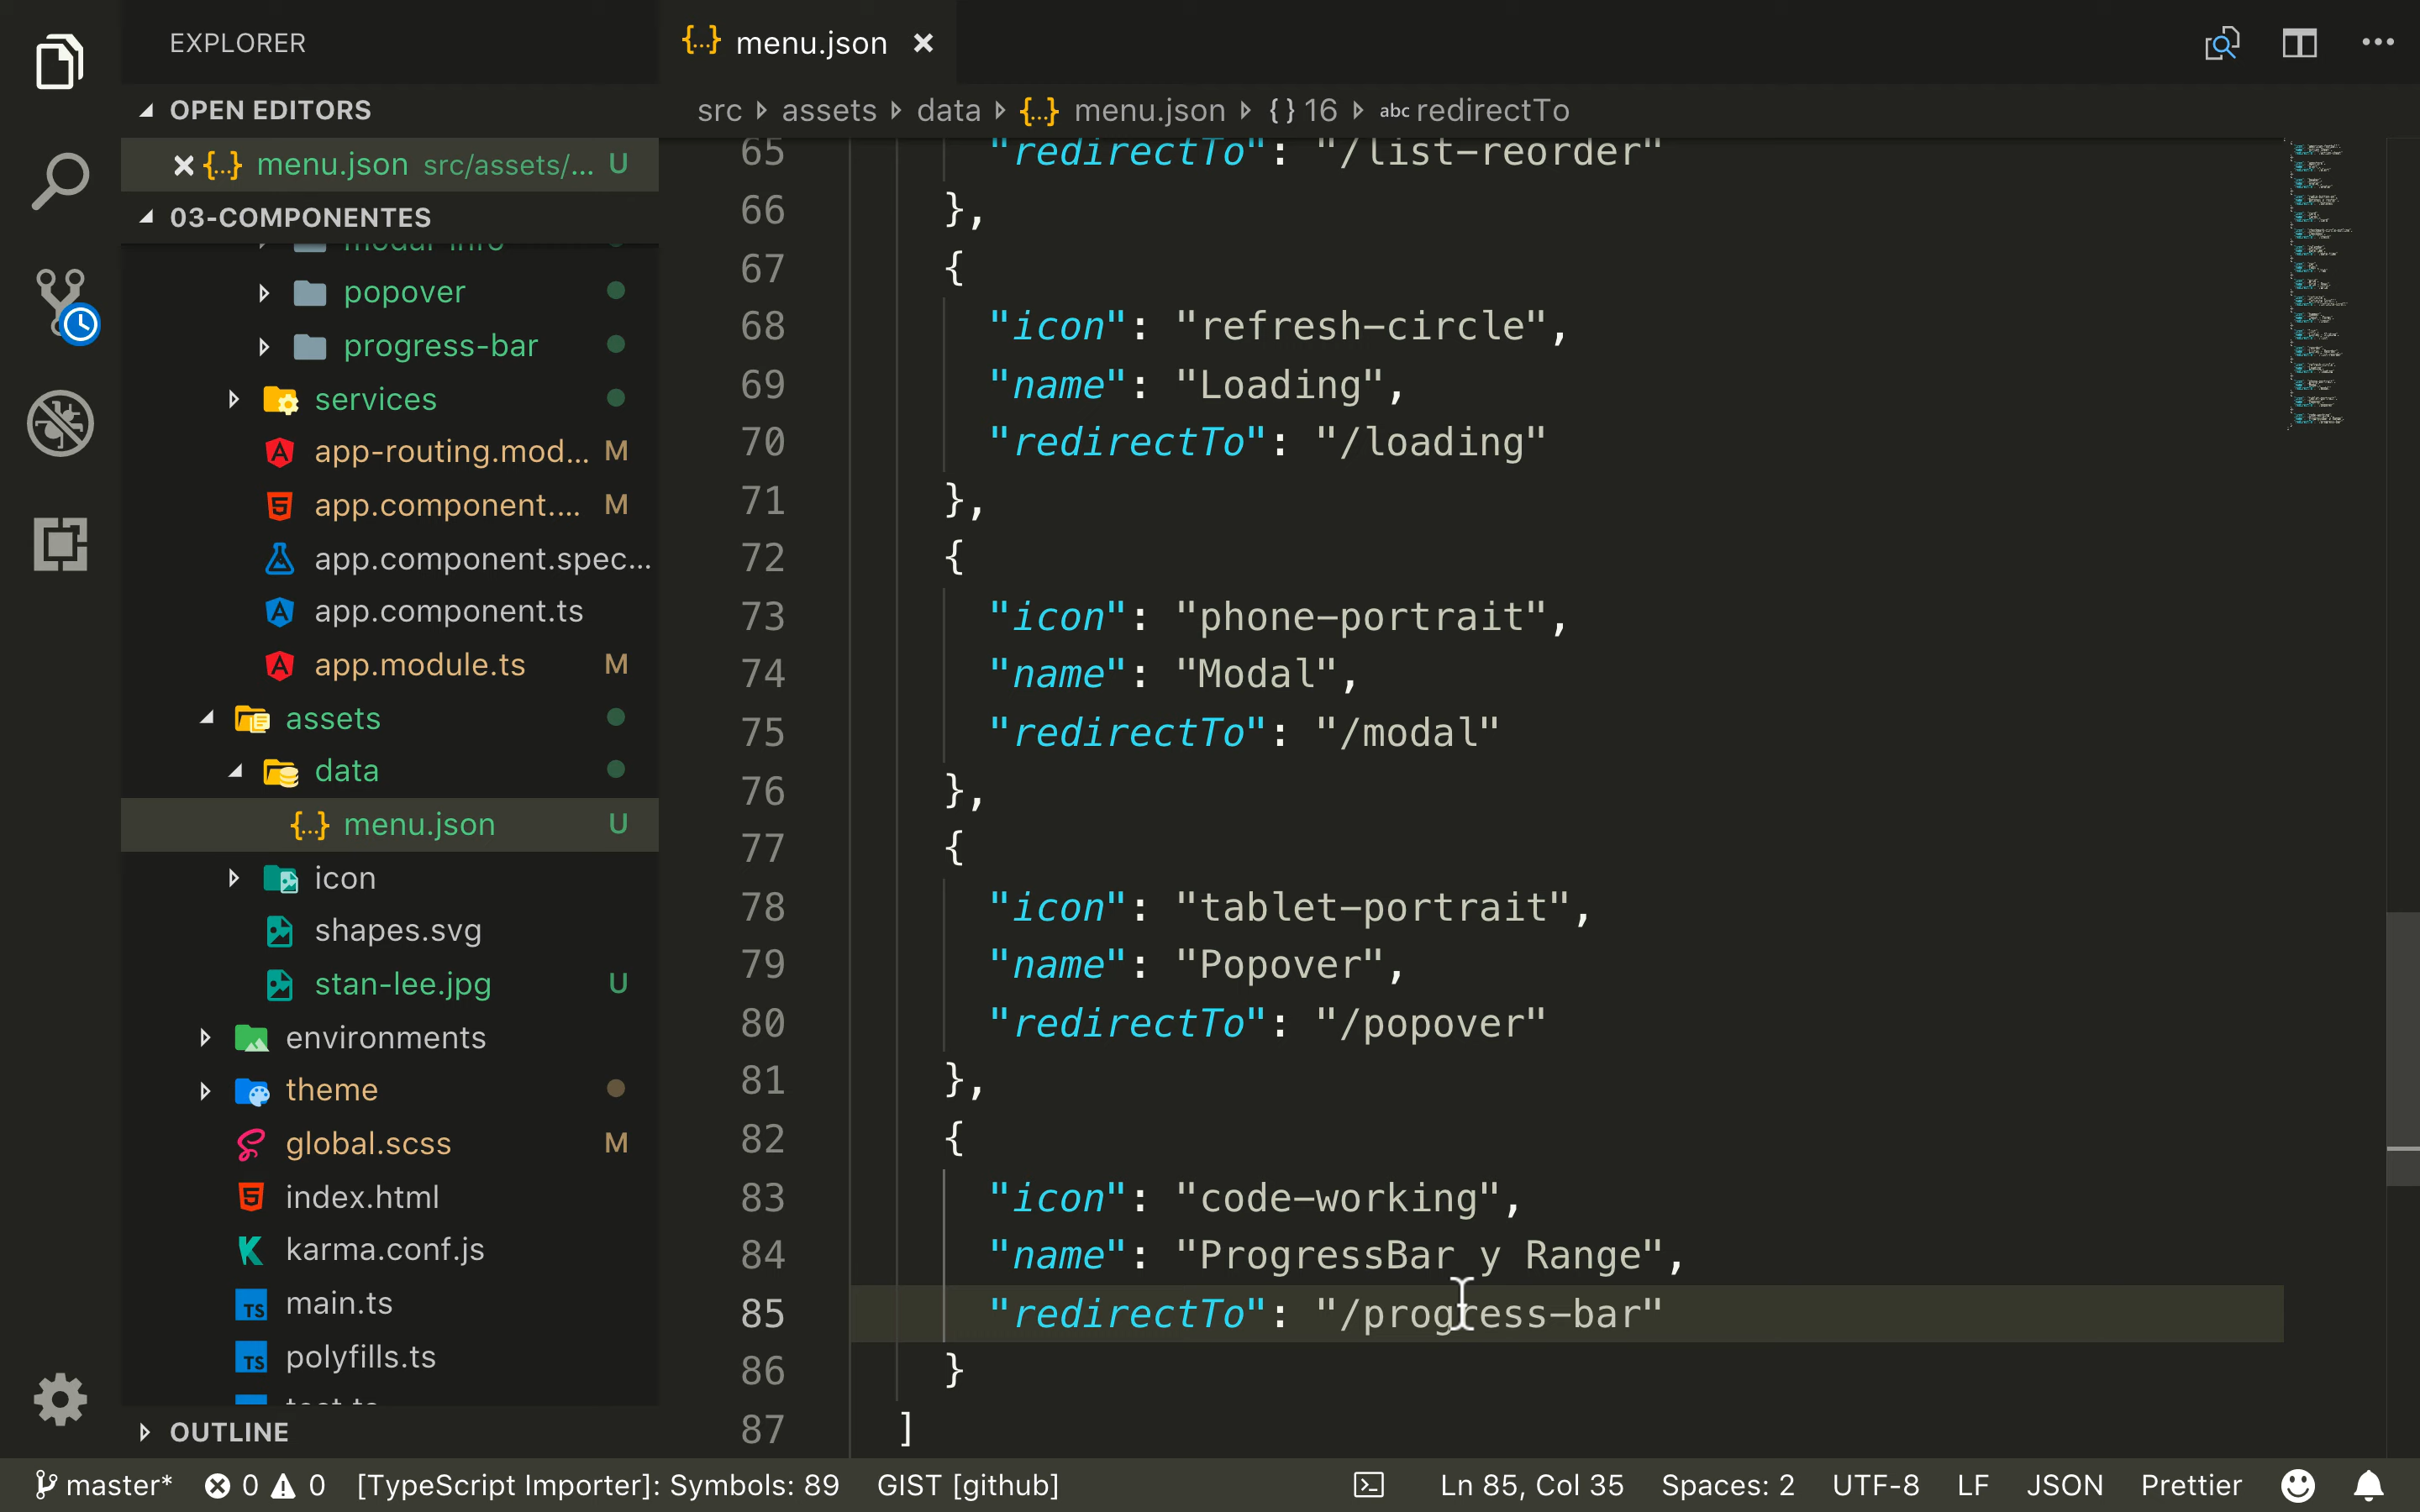 EXPLORER
OPEN EDITORS
menu.json src/assets/... U
03-COMPONENTES
modal-info
popover
progress-bar
services
app-routing.mod... M
app.component.... M
app.component.spec...
app.component.ts
app.module.ts M
assets
data
{...} menu.json U
icon
shapes.svg
stan-lee.jpg U
environments
theme
global.scss M
index.html
karma.conf.js
TS main.ts
TS polyfills.ts
test.ts
OUTLINE
{...} menu.json
src assets data {...} menu.json {} 16 abc redirectTo
65 "redirectTo": "/list-reorder"
66 },
67 {
68 "icon": "refresh-circle",
69 "name": "Loading",
70 "redirectTo": "/loading"
71 },
72 {
73 "icon": "phone-portrait",
74 "name": "Modal",
75 "redirectTo": "/modal"
76 },
77 {
78 "icon": "tablet-portrait",
79 "name": "Popover",
80 "redirectTo": "/popover"
81 },
82 {
83 "icon": "code-working",
84 "name": "ProgressBar y Range",
85 "redirectTo": "/progress-bar"
86 }
87 ]
master* 0 0 [TypeScript Importer]: Symbols: 89 GIST [github] Ln 85, Col 35 Spaces: 2 UTF-8 LF JSON Prettier